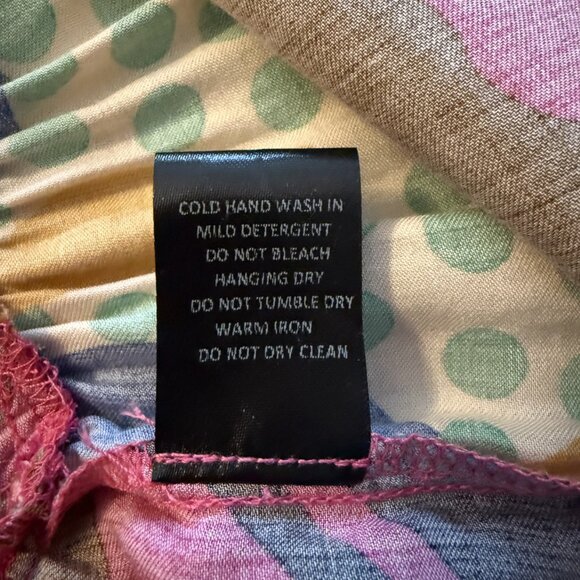 COLD HAND WASH IN
MILD DETERGENT
DO NOT BLEACH
HANGING DRY
DO NOT TUMBLE DRY
WARM IRON
DO NOT DRY CLEAN